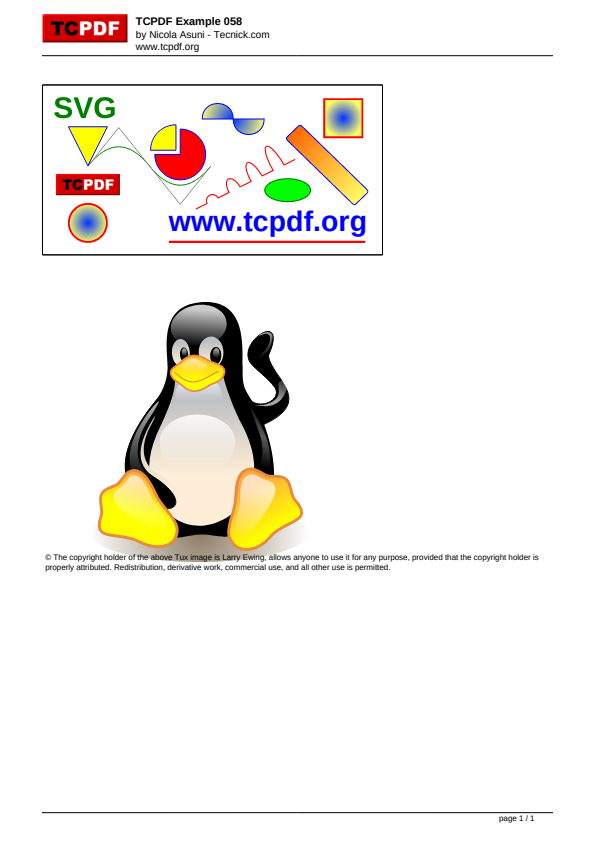 TCPDF
TCPDF Example 058
by Nicola Asuni - Tecnick.com
www.tcpdf.org
SVG
TCPDF
www.tcpdf.org
© The copyright holder of the above Tux image is Larry Ewing, allows anyone to use it for any purpose, provided that the copyright holder is
properly attributed. Redistribution, derivative work, commercial use, and all other use is permitted.
page 1 / 1